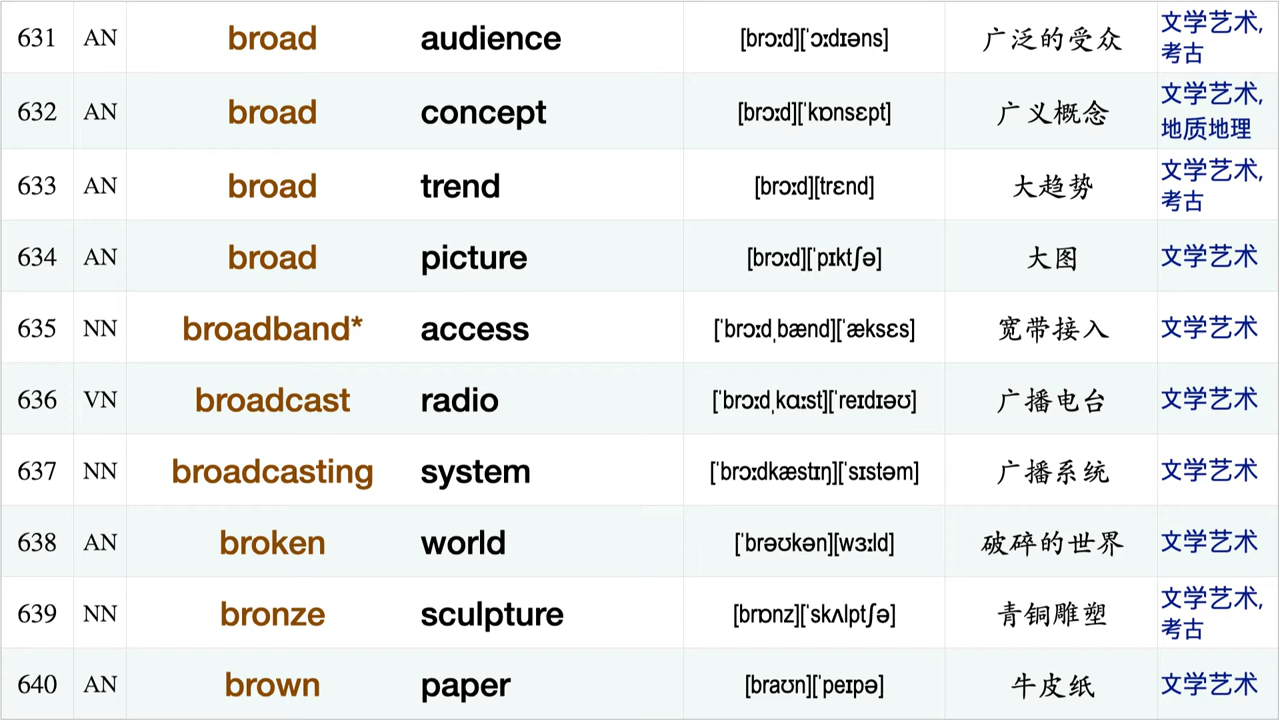 631 AN broad audience [brɔːd][ˈɔːdɪəns] 广泛的受众 文学艺术, 考古
632 AN broad concept [brɔːd][ˈkɒnsɛpt] 广义概念 文学艺术, 地质地理
633 AN broad trend [brɔːd][trɛnd] 大趋势 文学艺术, 考古
634 AN broad picture [brɔːd][ˈpɪktʃə] 大图 文学艺术
635 NN broadband* access [ˈbrɔːdˌbænd][ˈæksɛs] 宽带接入 文学艺术
636 VN broadcast radio [ˈbrɔːdˌkɑːst][ˈreɪdɪəʊ] 广播电台 文学艺术
637 NN broadcasting system [ˈbrɔːdkæstɪŋ][ˈsɪstəm] 广播系统 文学艺术
638 AN broken world [ˈbrəʊkən][wɜːld] 破碎的世界 文学艺术
639 NN bronze sculpture [brɒnz][ˈskʌlptʃə] 青铜雕塑 文学艺术, 考古
640 AN brown paper [braʊn][ˈpeɪpə] 牛皮纸 文学艺术